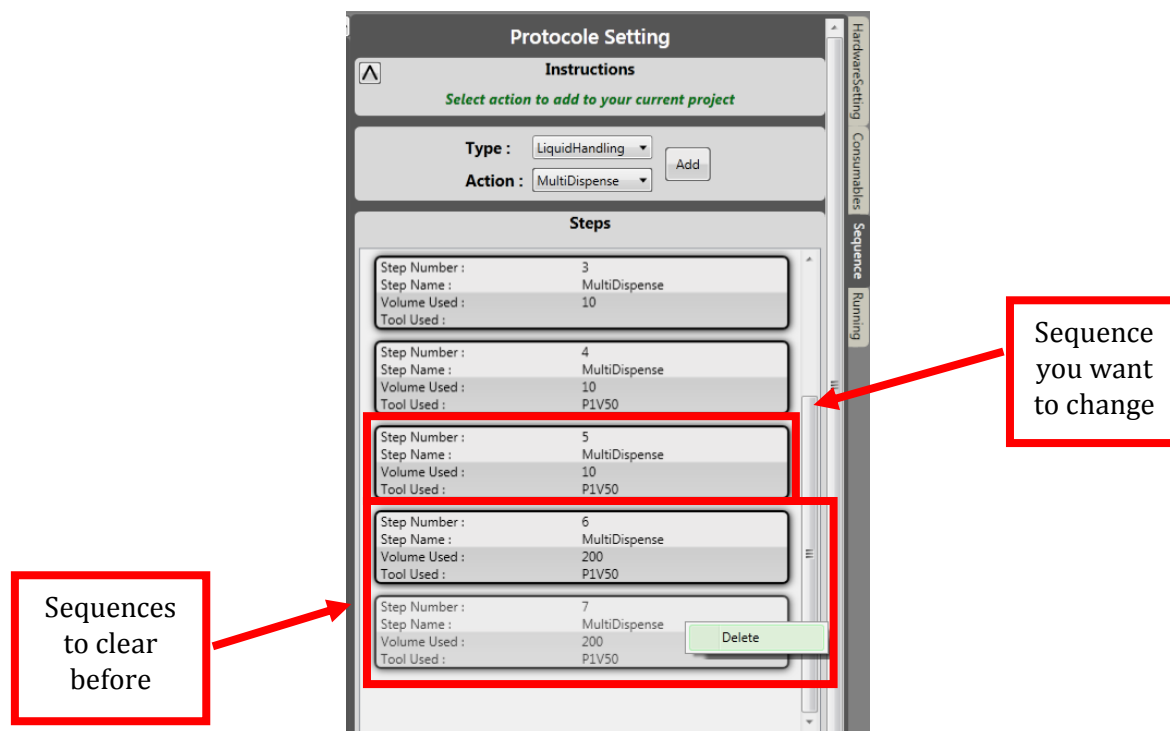 Protocole Setting
Instructions
Select action to add to your current project
Type : LiquidHandling
Add
Action : MultiDispense
Steps
Step Number : 3
Step Name : MultiDispense
Volume Used : 10
Tool Used :
Step Number : 4
Step Name : MultiDispense
Volume Used : 10
Tool Used : P1V50
Step Number : 5
Step Name : MultiDispense
Volume Used : 10
Tool Used : P1V50
Step Number : 6
Step Name : MultiDispense
Volume Used : 200
Tool Used : P1V50
Step Number : 7
Step Name : MultiDispense
Volume Used : 200
Tool Used : P1V50
Delete
HardwareSetting
Consumables
Sequence
Running
Sequence
you want
to change
Sequences
to clear
before